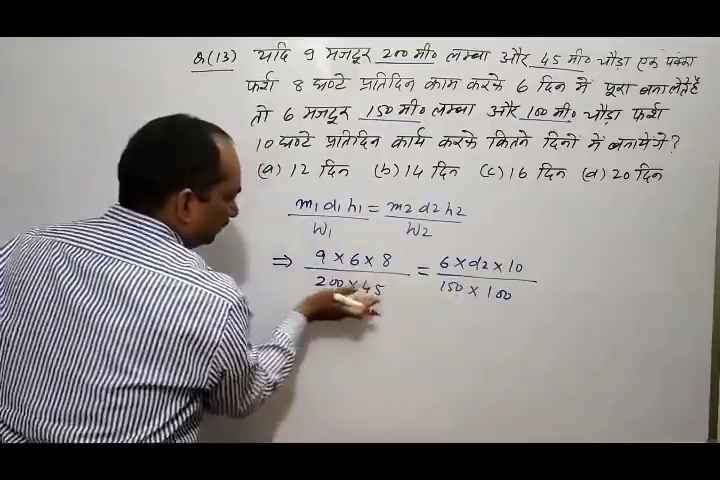 Q(13) यदि 9 मजदूर 200 मी० लम्बा और 45 मी० चौड़ा एक पक्का
फर्श 8 घण्टे प्रतिदिन काम करके 6 दिन में पूरा बना लेते है
तो 6 मजदूर 150 मी० लम्बा और 100 मी० चौड़ा फर्श
10 घण्टे प्रतिदिन कार्य करके कितने दिनों में बनायेंगे?
(a) 12 दिन (b) 14 दिन (c) 16 दिन (d) 20 दिन
m1 d1 h1 / W1 = m2 d2 h2 / W2
⇒ 9 × 6 × 8 / 200 × 45 = 6 × d2 × 10 / 150 × 100